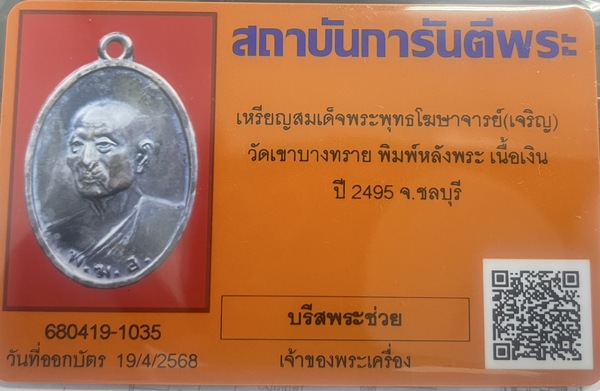 สถาบันการันตีพระ
เหรียญสมเด็จพระพุทธโฆษาจารย์(เจริญ)
วัดเขาบางทราย พิมพ์หลังพระ เนื้อเงิน
ปี 2495 จ.ชลบุรี
พ.ฆ.จ.
680419-1035
วันที่ออกบัตร 19/4/2568
บรีสพระช่วย
เจ้าของพระเครื่อง